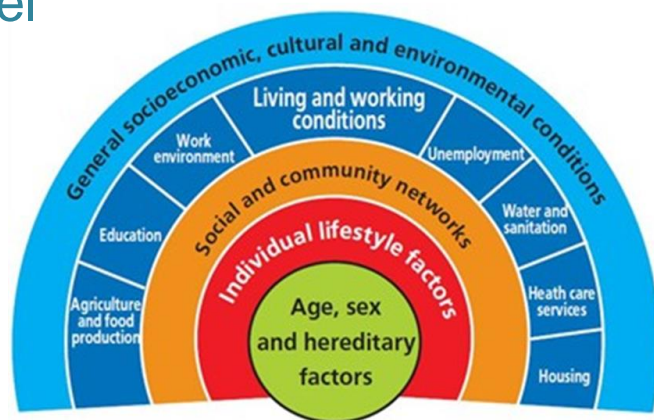 el
General socioeconomic, cultural and environmental conditions
Living and working
conditions
Work
environment
Unemployment
Education
Water and
sanitation
Agriculture
and food
production
Heath care
services
Housing
Social and community networks
Individual lifestyle factors
Age, sex
and hereditary
factors